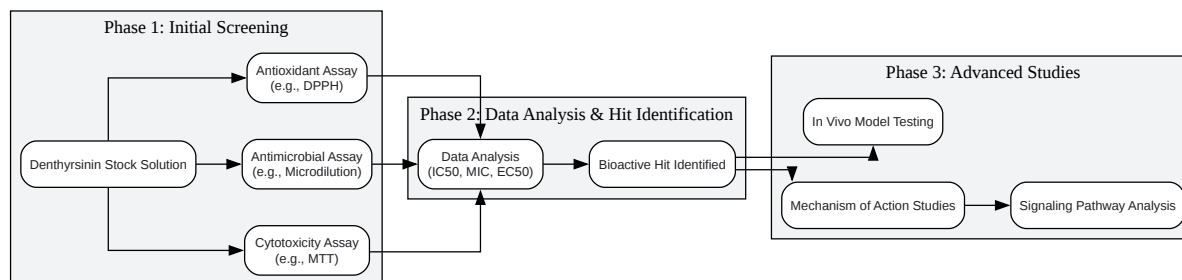 Phase 1: Initial Screening
Antioxidant Assay
(e.g., DPPH)
Denthyrsinin Stock Solution
Antimicrobial Assay
(e.g., Microdilution)
Cytotoxicity Assay
(e.g., MTT)
Phase 2: Data Analysis & Hit Identification
Data Analysis
(IC50, MIC, EC50)
Bioactive Hit Identified
Phase 3: Advanced Studies
In Vivo Model Testing
Mechanism of Action Studies
Signaling Pathway Analysis